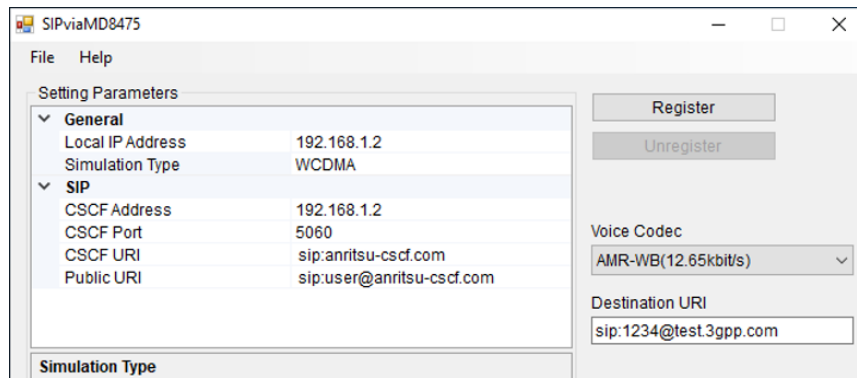 SIPviaMD8475
File Help
Setting Parameters
General
Local IP Address 192.168.1.2
Simulation Type WCDMA
SIP
CSCF Address 192.168.1.2
CSCF Port 5060
CSCF URI sip:anritsu-cscf.com
Public URI sip:user@anritsu-cscf.com
Simulation Type
Register
Unregister
Voice Codec
AMR-WB(12.65kbit/s)
Destination URI
sip:1234@test.3gpp.com